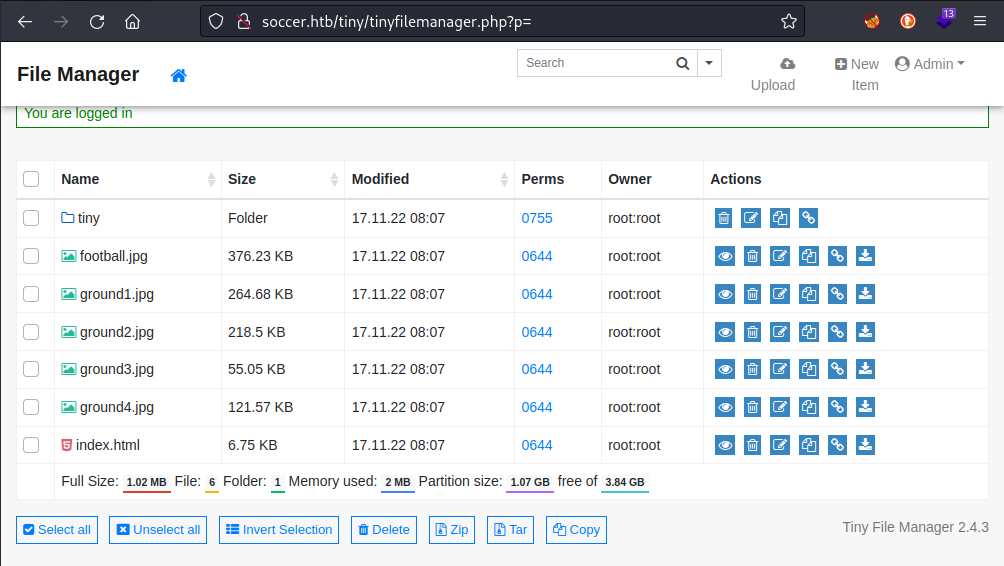 soccer.htb/tiny/tinyfilemanager.php?p=
13
File Manager
Search
Upload
New Item
Admin
You are logged in
Name Size Modified Perms Owner Actions
tiny Folder 17.11.22 08:07 0755 root:root
football.jpg 376.23 KB 17.11.22 08:07 0644 root:root
ground1.jpg 264.68 KB 17.11.22 08:07 0644 root:root
ground2.jpg 218.5 KB 17.11.22 08:07 0644 root:root
ground3.jpg 55.05 KB 17.11.22 08:07 0644 root:root
ground4.jpg 121.57 KB 17.11.22 08:07 0644 root:root
index.html 6.75 KB 17.11.22 08:07 0644 root:root
Full Size: 1.02 MB File: 6 Folder: 1 Memory used: 2 MB Partition size: 1.07 GB free of 3.84 GB
Select all Unselect all Invert Selection Delete Zip Tar Copy
Tiny File Manager 2.4.3